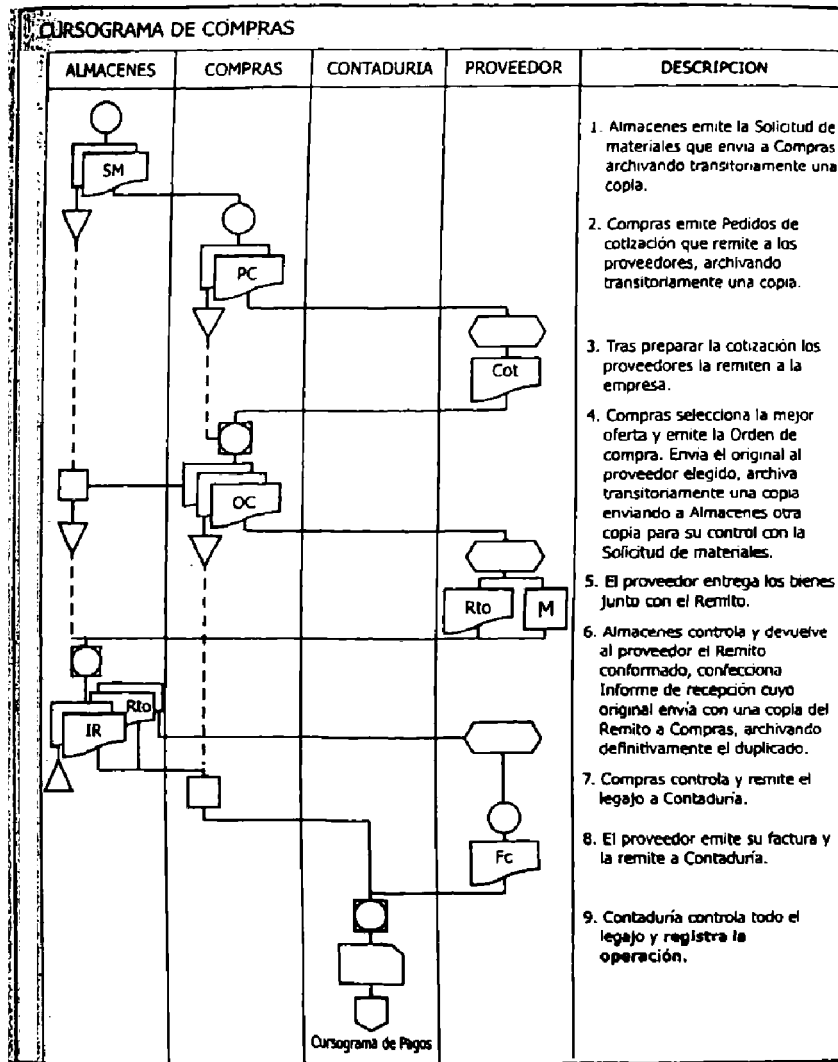 CURSOGRAMA DE COMPRAS
ALMACENES COMPRAS CONTADURIA PROVEEDOR DESCRIPCION
SM
PC
Cot
OC
Rto M
Rto
IR
Fc
Cursograma de Pagos
1. Almacenes emite la Solicitud de
materiales que envia a Compras
archivando transitoriamente una
copia.
2. Compras emite Pedidos de
cotización que remite a los
proveedores, archivando
transitoriamente una copia.
3. Tras preparar la cotización los
proveedores la remiten a la
empresa.
4. Compras selecciona la mejor
oferta y emite la Orden de
compra. Envia el original al
proveedor elegido, archiva
transitoriamente una copia
enviando a Almacenes otra
copia para su control con la
Solicitud de materiales.
5. El proveedor entrega los bienes
junto con el Remito.
6. Almacenes controla y devuelve
al proveedor el Remito
conformado, confecciona
Informe de recepción cuyo
original envía con una copia del
Remito a Compras, archivando
definitivamente el duplicado.
7. Compras controla y remite el
legajo a Contaduría.
8. El proveedor emite su factura y
la remite a Contaduría.
9. Contaduría controla todo el
legajo y registra la
operación.